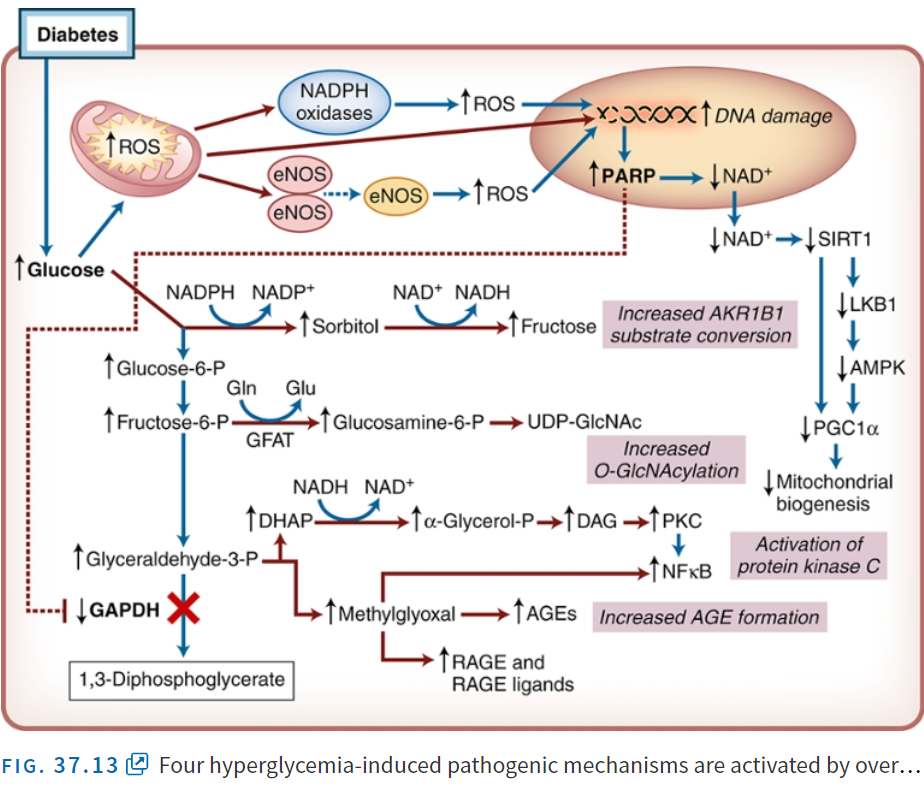 Diabetes
NADPH
oxidases
↑ROS
↑ROS
↑DNA damage
eNOS
eNOS
eNOS
↑ROS
↑PARP
↓NAD⁺
↓NAD⁺
↓SIRT1
↑Glucose
NADPH NADP⁺
NAD⁺ NADH
↑Sorbitol
↑Fructose
Increased AKR1B1
substrate conversion
↓LKB1
↑Glucose-6-P
↓AMPK
Gln Glu
↑Fructose-6-P
GFAT
↑Glucosamine-6-P
UDP-GlcNAc
↓PGC1α
Increased
O-GlcNAcylation
↓Mitochondrial
biogenesis
NADH NAD⁺
↑DHAP
↑α-Glycerol-P
↑DAG
↑PKC
Activation of
protein kinase C
↑Glyceraldehyde-3-P
↑NFκB
↓GAPDH
↑Methylglyoxal
↑AGEs
Increased AGE formation
↑RAGE and
RAGE ligands
1,3-Diphosphoglycerate
FIG. 37.13 Four hyperglycemia-induced pathogenic mechanisms are activated by over…